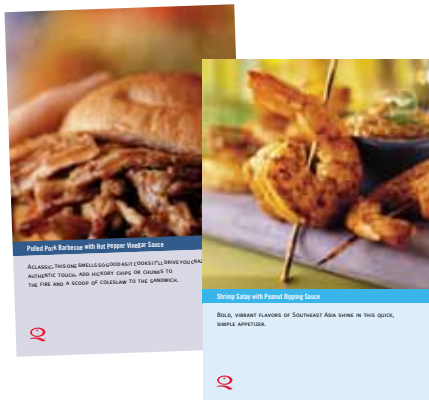 Pulled Pork Barbecue with Hot Pepper Vinegar Sauce
A CLASSIC, THIS ONE SMELLS SO GOOD AS IT COOKS IT'LL DRIVE YOU
AUTHENTIC TOUCH, ADD HICKORY CHIPS OR CHUNKS TO
THE FIRE AND A SCOOP OF COLESLAW TO THE SANDWICH.
Q
Shrimp Satay with Peanut Dipping Sauce
BOLD, VIBRANT FLAVORS OF SOUTHEAST ASIA SHINE IN THIS QUICK,
SIMPLE APPETIZER.
Q